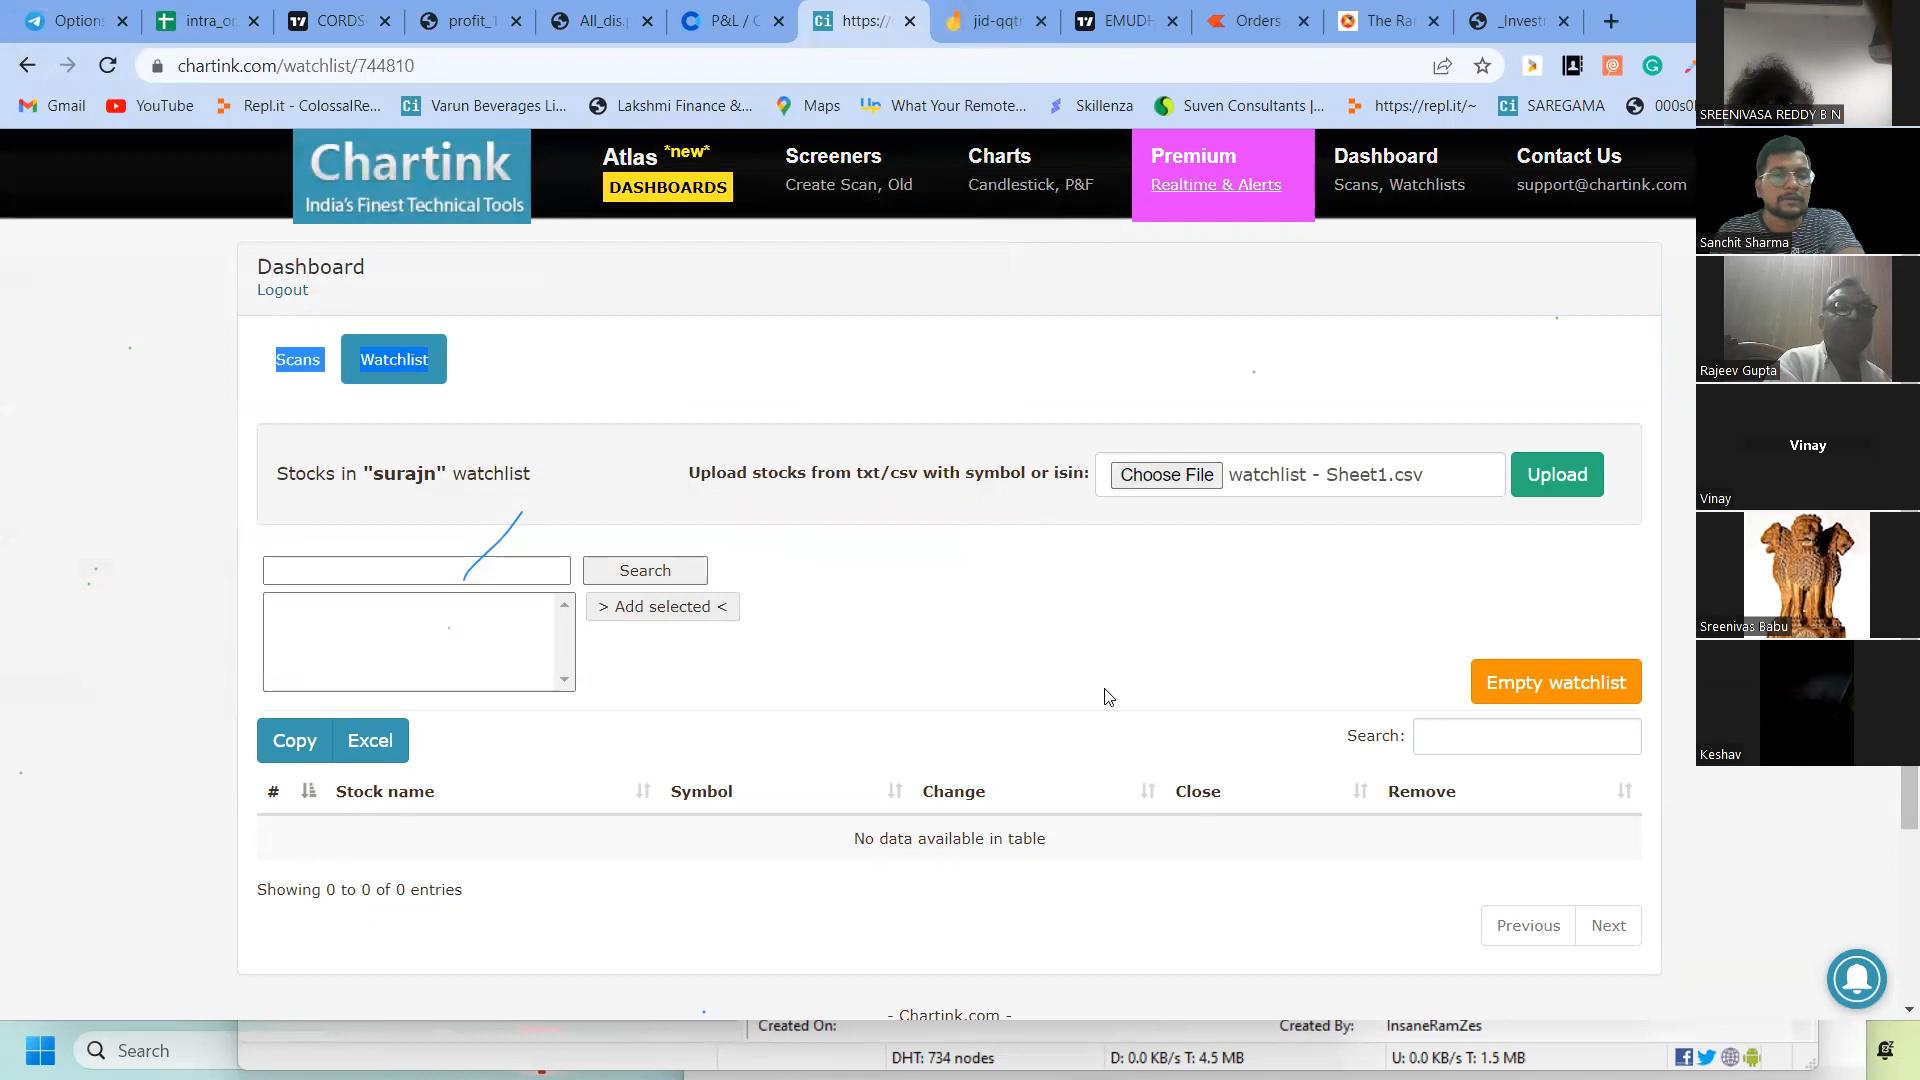 Options intra_op CORDS profit_1 All_dis.p P&L / C https:// jid-qqtr EMUDH Orders The Ra _Invest
chartink.com/watchlist/744810
Gmail YouTube Repl.it - ColossalRe... Varun Beverages Li... Lakshmi Finance &... Maps What Your Remote... Skillenza Suven Consultants |... https://repl.it/~ SAREGAMA
Chartink
India's Finest Technical Tools
Atlas *new*
DASHBOARDS
Screeners
Create Scan, Old
Charts
Candlestick, P&F
Premium
Realtime & Alerts
Dashboard
Scans, Watchlists
Contact Us
support@chartink.com
Dashboard
Logout
Scans Watchlist
Stocks in "surajn" watchlist Upload stocks from txt/csv with symbol or isin: Choose File watchlist - Sheet1.csv Upload
Search
> Add selected <
Empty watchlist
Copy Excel Search:
# Stock name Symbol Change Close Remove
No data available in table
Showing 0 to 0 of 0 entries
Previous Next
- Chartink.com -
Created On: Created By: InsaneRamZes
DHT: 734 nodes D: 0.0 KB/s T: 4.5 MB U: 0.0 KB/s T: 1.5 MB
Search
SREENIVASA REDDY B N
Sanchit Sharma
Rajeev Gupta
Vinay
Vinay
Sreenivas Babu
Keshav